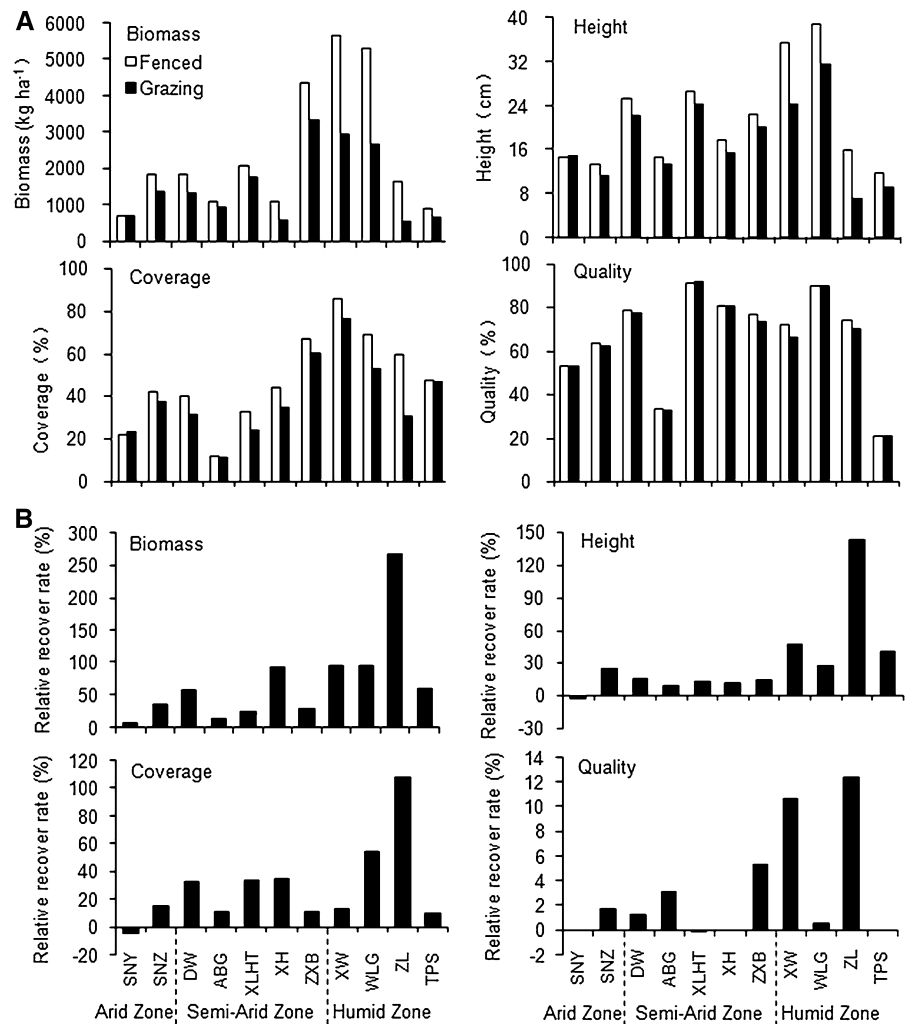 A
Biomass (kg ha-1)
6000
5000
4000
3000
2000
1000
0
Biomass
Fenced
Grazing
Height (cm)
40
32
24
16
8
0
Height
Coverage (%)
100
80
60
40
20
0
Coverage
Quality (%)
100
80
60
40
20
0
Quality
B
Relative recover rate (%)
300
250
200
150
100
50
0
Biomass
Relative recover rate (%)
150
120
90
60
30
0
-30
Height
Relative recover rate (%)
120
100
80
60
40
20
0
-20
Coverage
SNY
SNZ
DW
ABG
XLHT
XH
ZXB
XW
WLG
ZL
TPS
Arid Zone
Semi-Arid Zone
Humid Zone
Relative recover rate (%)
14
12
10
8
6
4
2
0
-2
Quality
SNY
SNZ
DW
ABG
XLHT
XH
ZXB
XW
WLG
ZL
TPS
Arid Zone
Semi-Arid Zone
Humid Zone